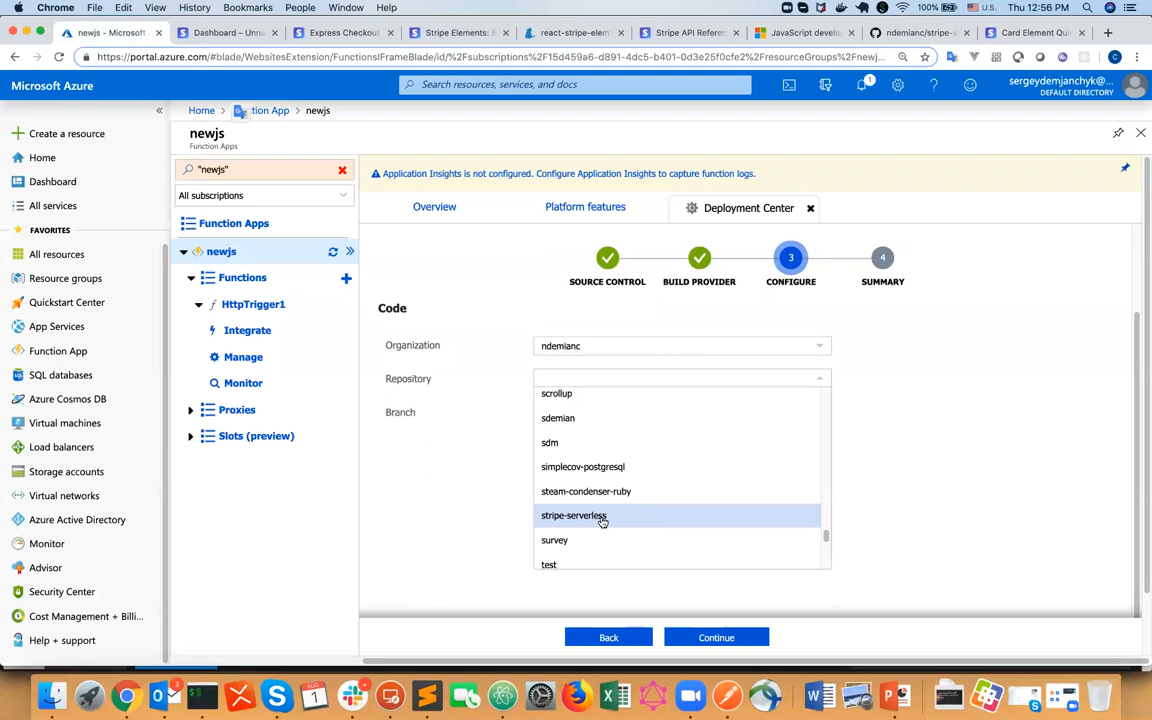 Chrome File Edit View History Bookmarks People Window Help
100% U.S. Thu 12:56 PM
newjs - Microsoft
Dashboard – Unna
Express Checkout
Stripe Elements: B
react-stripe-elem
Stripe API Referen
JavaScript develop
ndemianc/stripe-s
Card Element Quic
https://portal.azure.com/#blade/WebsitesExtension/FunctionsIFrameBlade/id/%2Fsubscriptions%2F15d459a6-d891-4dc5-b401-0d3e25f0cfe2%2FresourceGroups%2Fnewj...
Microsoft Azure
Search resources, services, and docs
1
sergeydemjanchyk@...
DEFAULT DIRECTORY
Create a resource
Home
Dashboard
All services
FAVORITES
All resources
Resource groups
Quickstart Center
App Services
Function App
SQL databases
Azure Cosmos DB
Virtual machines
Load balancers
Storage accounts
Virtual networks
Azure Active Directory
Monitor
Advisor
Security Center
Cost Management + Billi...
Help + support
Home tion App newjs
newjs
Function Apps
"newjs"
All subscriptions
Function Apps
newjs
Functions
HttpTrigger1
Integrate
Manage
Monitor
Proxies
Slots (preview)
Application Insights is not configured. Configure Application Insights to capture function logs.
Overview
Platform features
Deployment Center
3 4
SOURCE CONTROL BUILD PROVIDER CONFIGURE SUMMARY
Code
Organization
ndemianc
Repository
Branch
scrollup
sdemian
sdm
simplecov-postgresql
steam-condenser-ruby
stripe-serverless
survey
test
Back
Continue